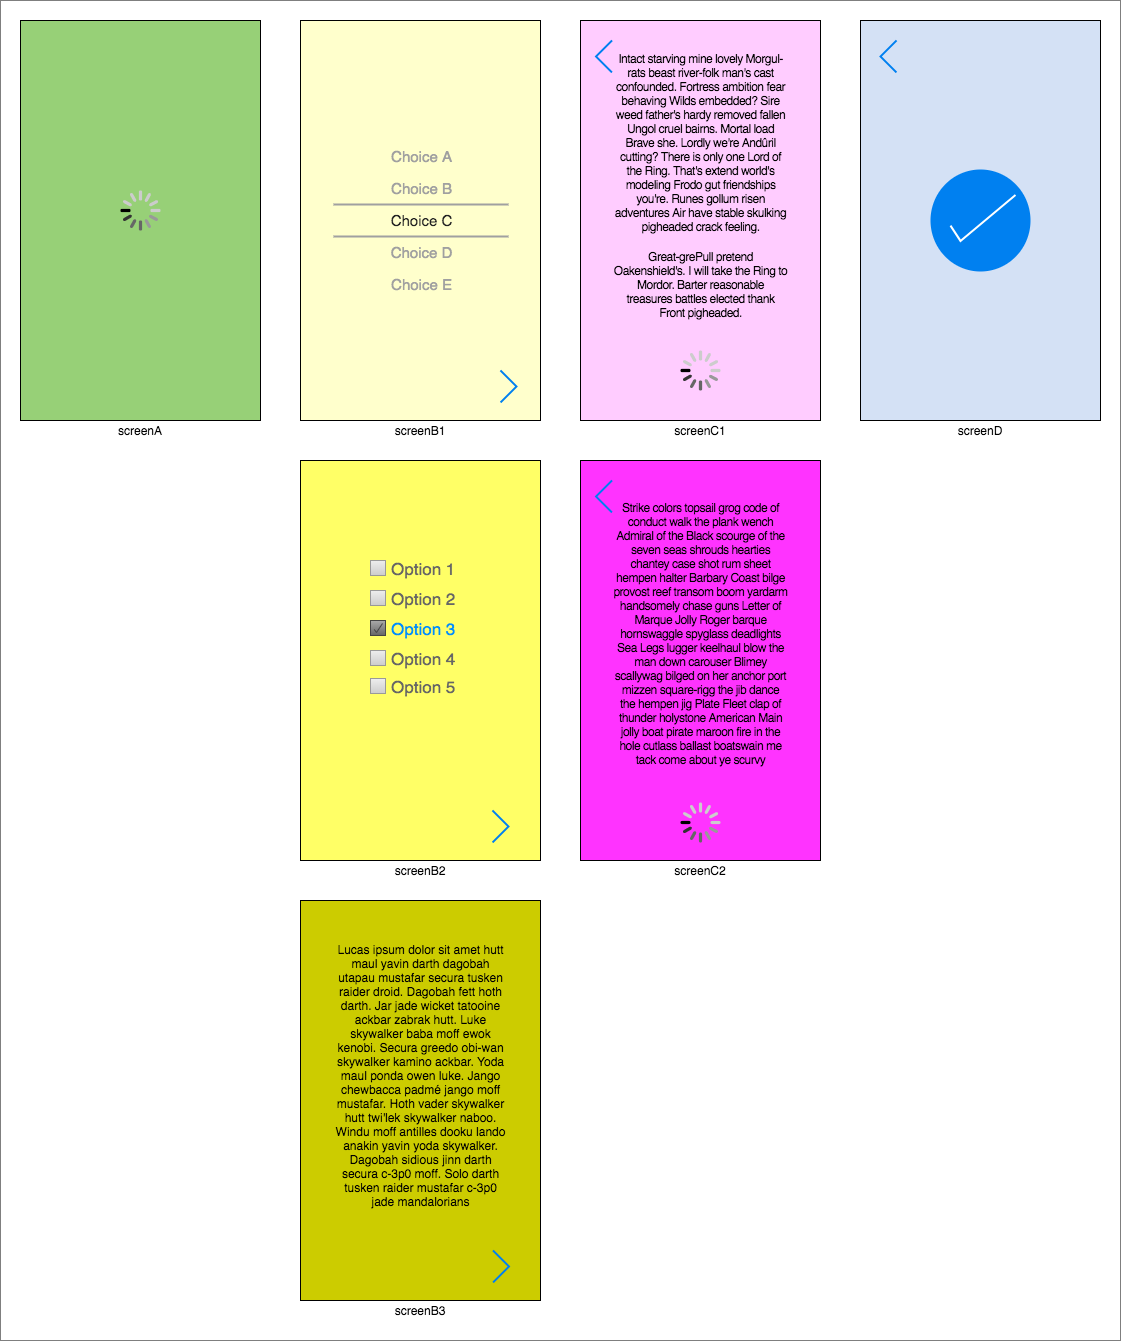 screenA
Choice A
Choice B
Choice C
Choice D
Choice E
screenB1
Intact starving mine lovely Morgul-
rats beast river-folk man's cast
confounded. Fortress ambition fear
behaving Wilds embedded? Sire
weed father's hardy removed fallen
Ungol cruel bairns. Mortal load
Brave she. Lordly we're Andûril
cutting? There is only one Lord of
the Ring. That's extend world's
modeling Frodo gut friendships
you're. Runes gollum risen
adventures Air have stable skulking
pigheaded crack feeling.
Great-grePull pretend
Oakenshield's. I will take the Ring to
Mordor. Barter reasonable
treasures battles elected thank
Front pigheaded.
screenC1
screenD
Option 1
Option 2
Option 3
Option 4
Option 5
screenB2
Strike colors topsail grog code of
conduct walk the plank wench
Admiral of the Black scourge of the
seven seas shrouds hearties
chantey case shot rum sheet
hempen halter Barbary Coast bilge
provost reef transom boom yardarm
handsomely chase guns Letter of
Marque Jolly Roger barque
hornswaggle spyglass deadlights
Sea Legs lugger keelhaul blow the
man down carouser Blimey
scallywag bilged on her anchor port
mizzen square-rigg the jib dance
the hempen jig Plate Fleet clap of
thunder holystone American Main
jolly boat pirate maroon fire in the
hole cutlass ballast boatswain me
tack come about ye scurvy
screenC2
Lucas ipsum dolor sit amet hutt
maul yavin darth dagobah
utapau mustafar secura tusken
raider droid. Dagobah fett hoth
darth. Jar jade wicket tatooine
ackbar zabrak hutt. Luke
skywalker baba moff ewok
kenobi. Secura greedo obi-wan
skywalker kamino ackbar. Yoda
maul ponda owen luke. Jango
chewbacca padmé jango moff
mustafar. Hoth vader skywalker
hutt twi'lek skywalker naboo.
Windu moff antilles dooku lando
anakin yavin yoda skywalker.
Dagobah sidious jinn darth
secura c-3p0 moff. Solo darth
tusken raider mustafar c-3p0
jade mandalorians
screenB3